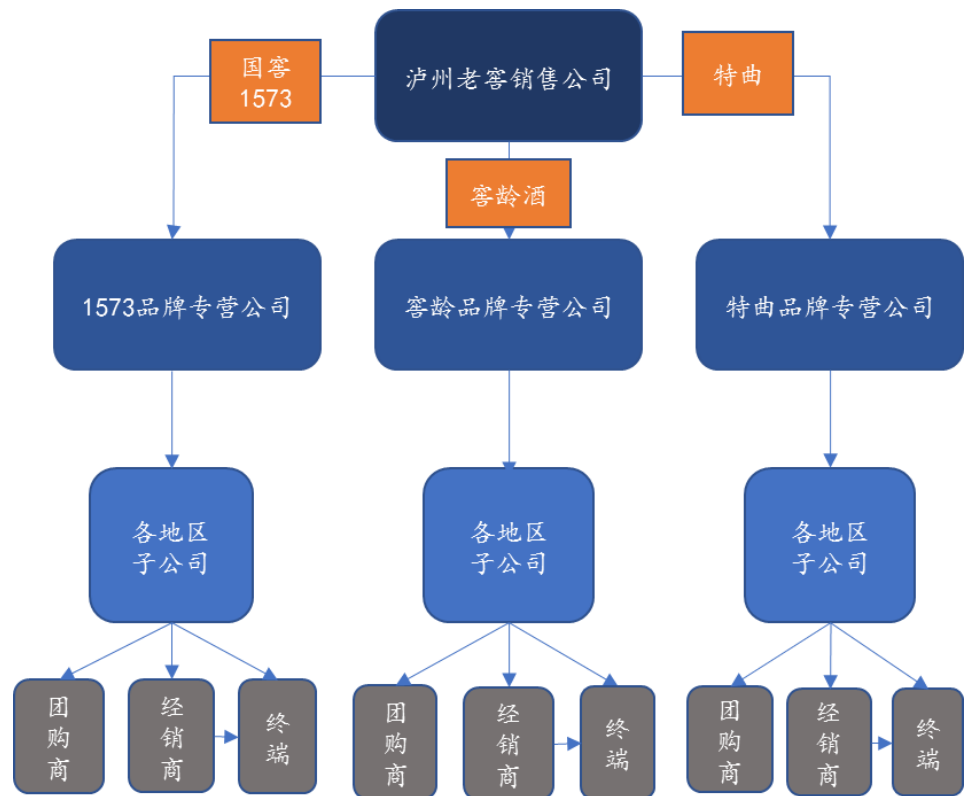 国窖
1573
泸州老窖销售公司
特曲
窖龄酒
1573品牌专营公司
窖龄品牌专营公司
特曲品牌专营公司
各地区
子公司
各地区
子公司
各地区
子公司
团
购
商
经
销
商
终
端
团
购
商
经
销
商
终
端
团
购
商
经
销
商
终
端